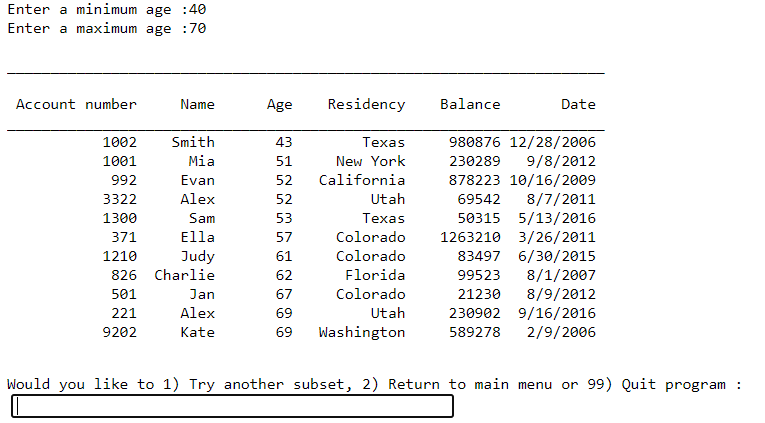 Enter a minimum age :40
Enter a maximum age :70
Account number Name Age Residency Balance Date
1002 Smith 43 Texas 980876 12/28/2006
1001 Mia 51 New York 230289 9/8/2012
992 Evan 52 California 878223 10/16/2009
3322 Alex 52 Utah 69542 8/7/2011
1300 Sam 53 Texas 50315 5/13/2016
371 Ella 57 Colorado 1263210 3/26/2011
1210 Judy 61 Colorado 83497 6/30/2015
826 Charlie 62 Florida 99523 8/1/2007
501 Jan 67 Colorado 21230 8/9/2012
221 Alex 69 Utah 230902 9/16/2016
9202 Kate 69 Washington 589278 2/9/2006
Would you like to 1) Try another subset, 2) Return to main menu or 99) Quit program :